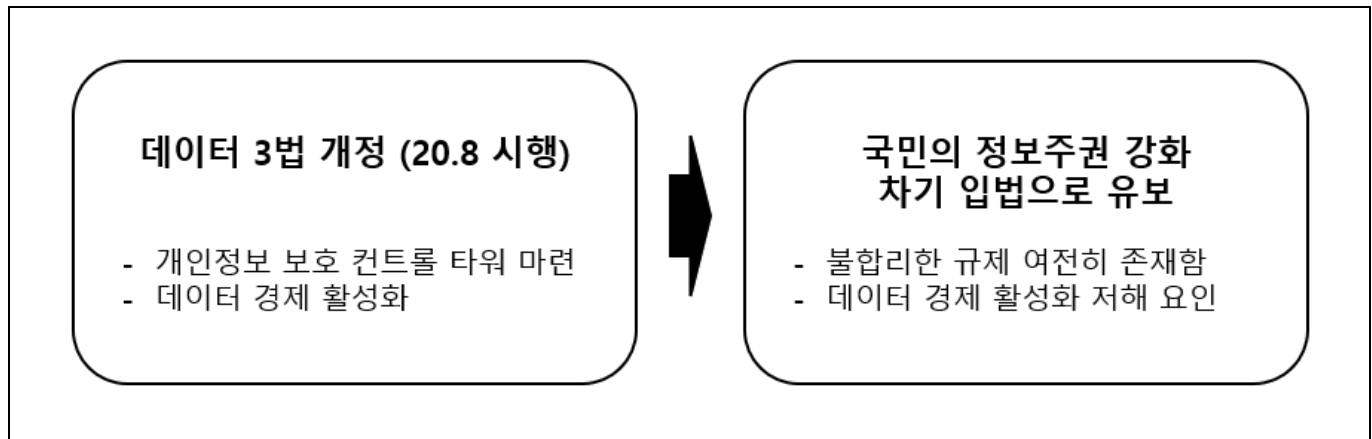 데이터 3법 개정 (20.8 시행)
- 개인정보 보호 컨트롤 타워 마련
- 데이터 경제 활성화
국민의 정보주권 강화
차기 입법으로 유보
- 불합리한 규제 여전히 존재함
- 데이터 경제 활성화 저해 요인